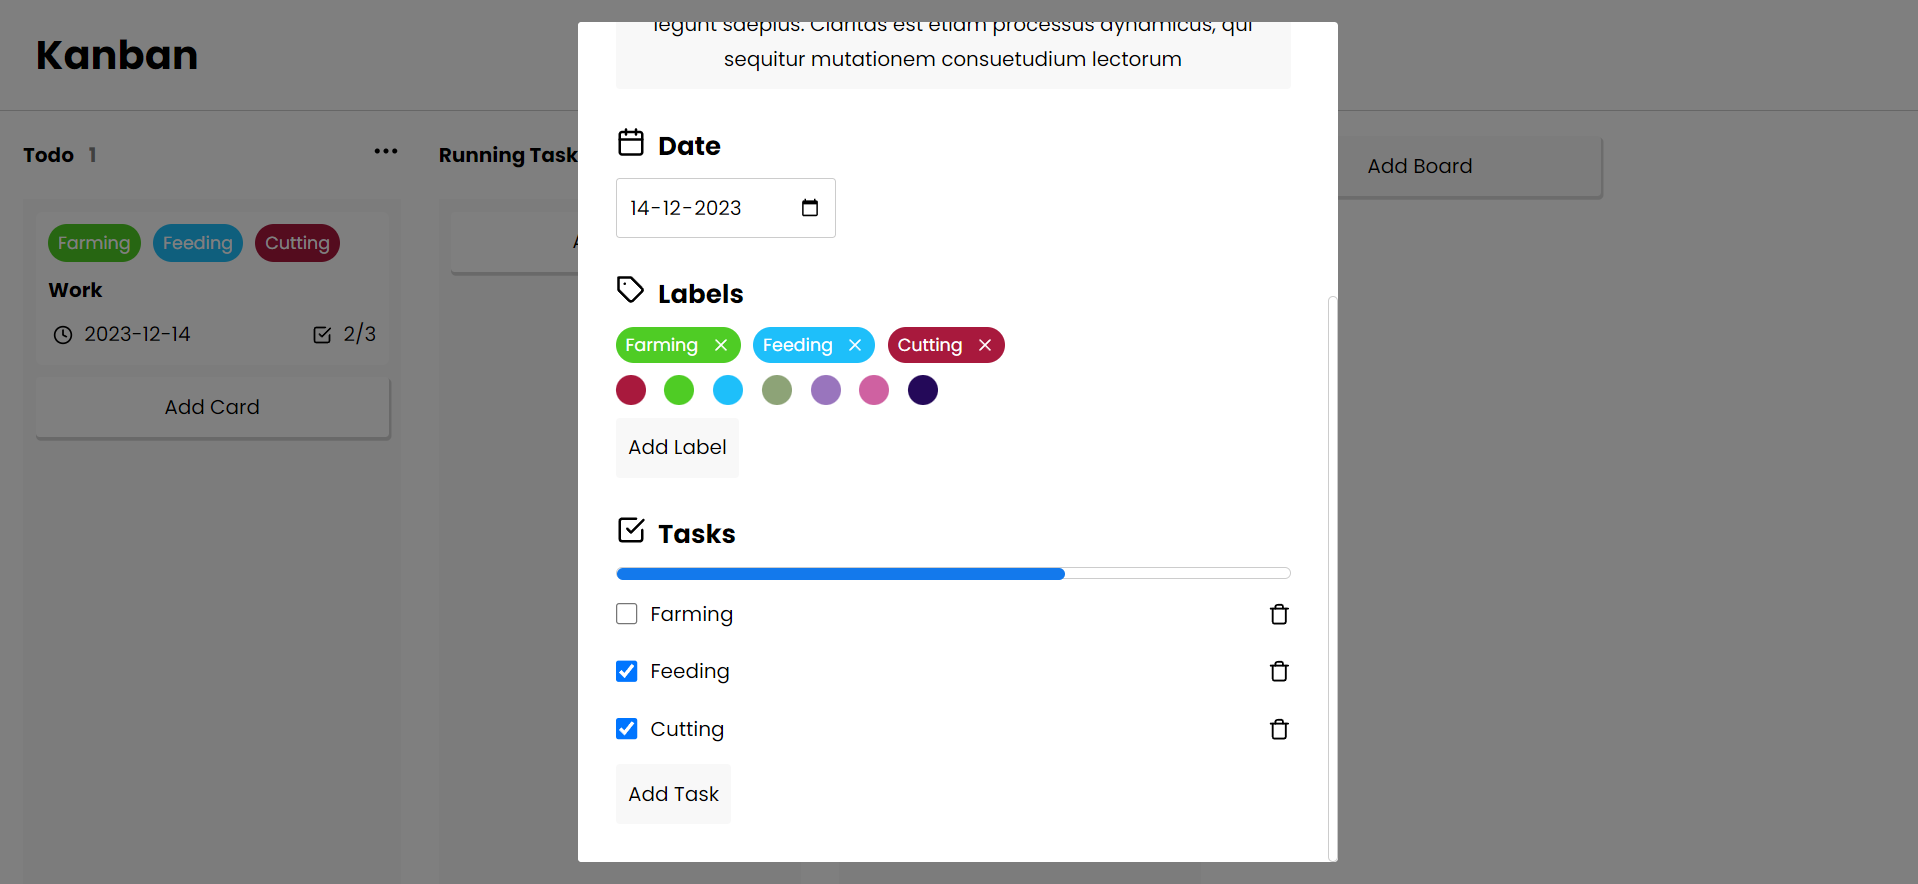 Kanban
Todo 1
Farming Feeding Cutting
Work
2023-12-14 2/3
Add Card
Running Task
Add Board
legunt saepius. Claritas est etiam processus dynamicus, qui
sequitur mutationem consuetudium lectorum
Date
14-12-2023
Labels
Farming Feeding Cutting
Add Label
Tasks
Farming
Feeding
Cutting
Add Task